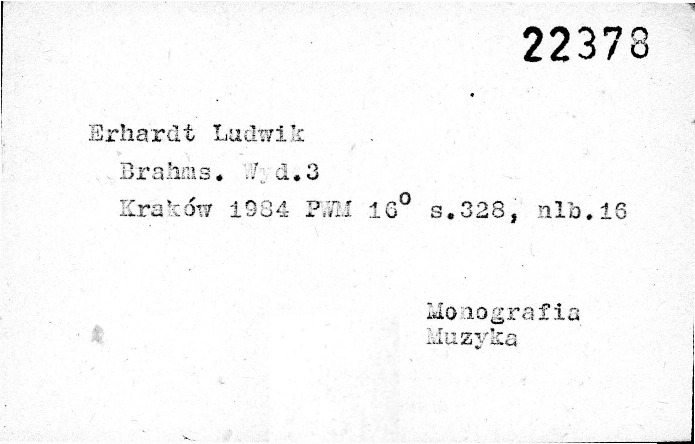 22378
Erhardt Ludwik
Brahms. Wyd.3
Kraków 1984 PWM 16° s.328, nlb.16
Monografia
Muzyka